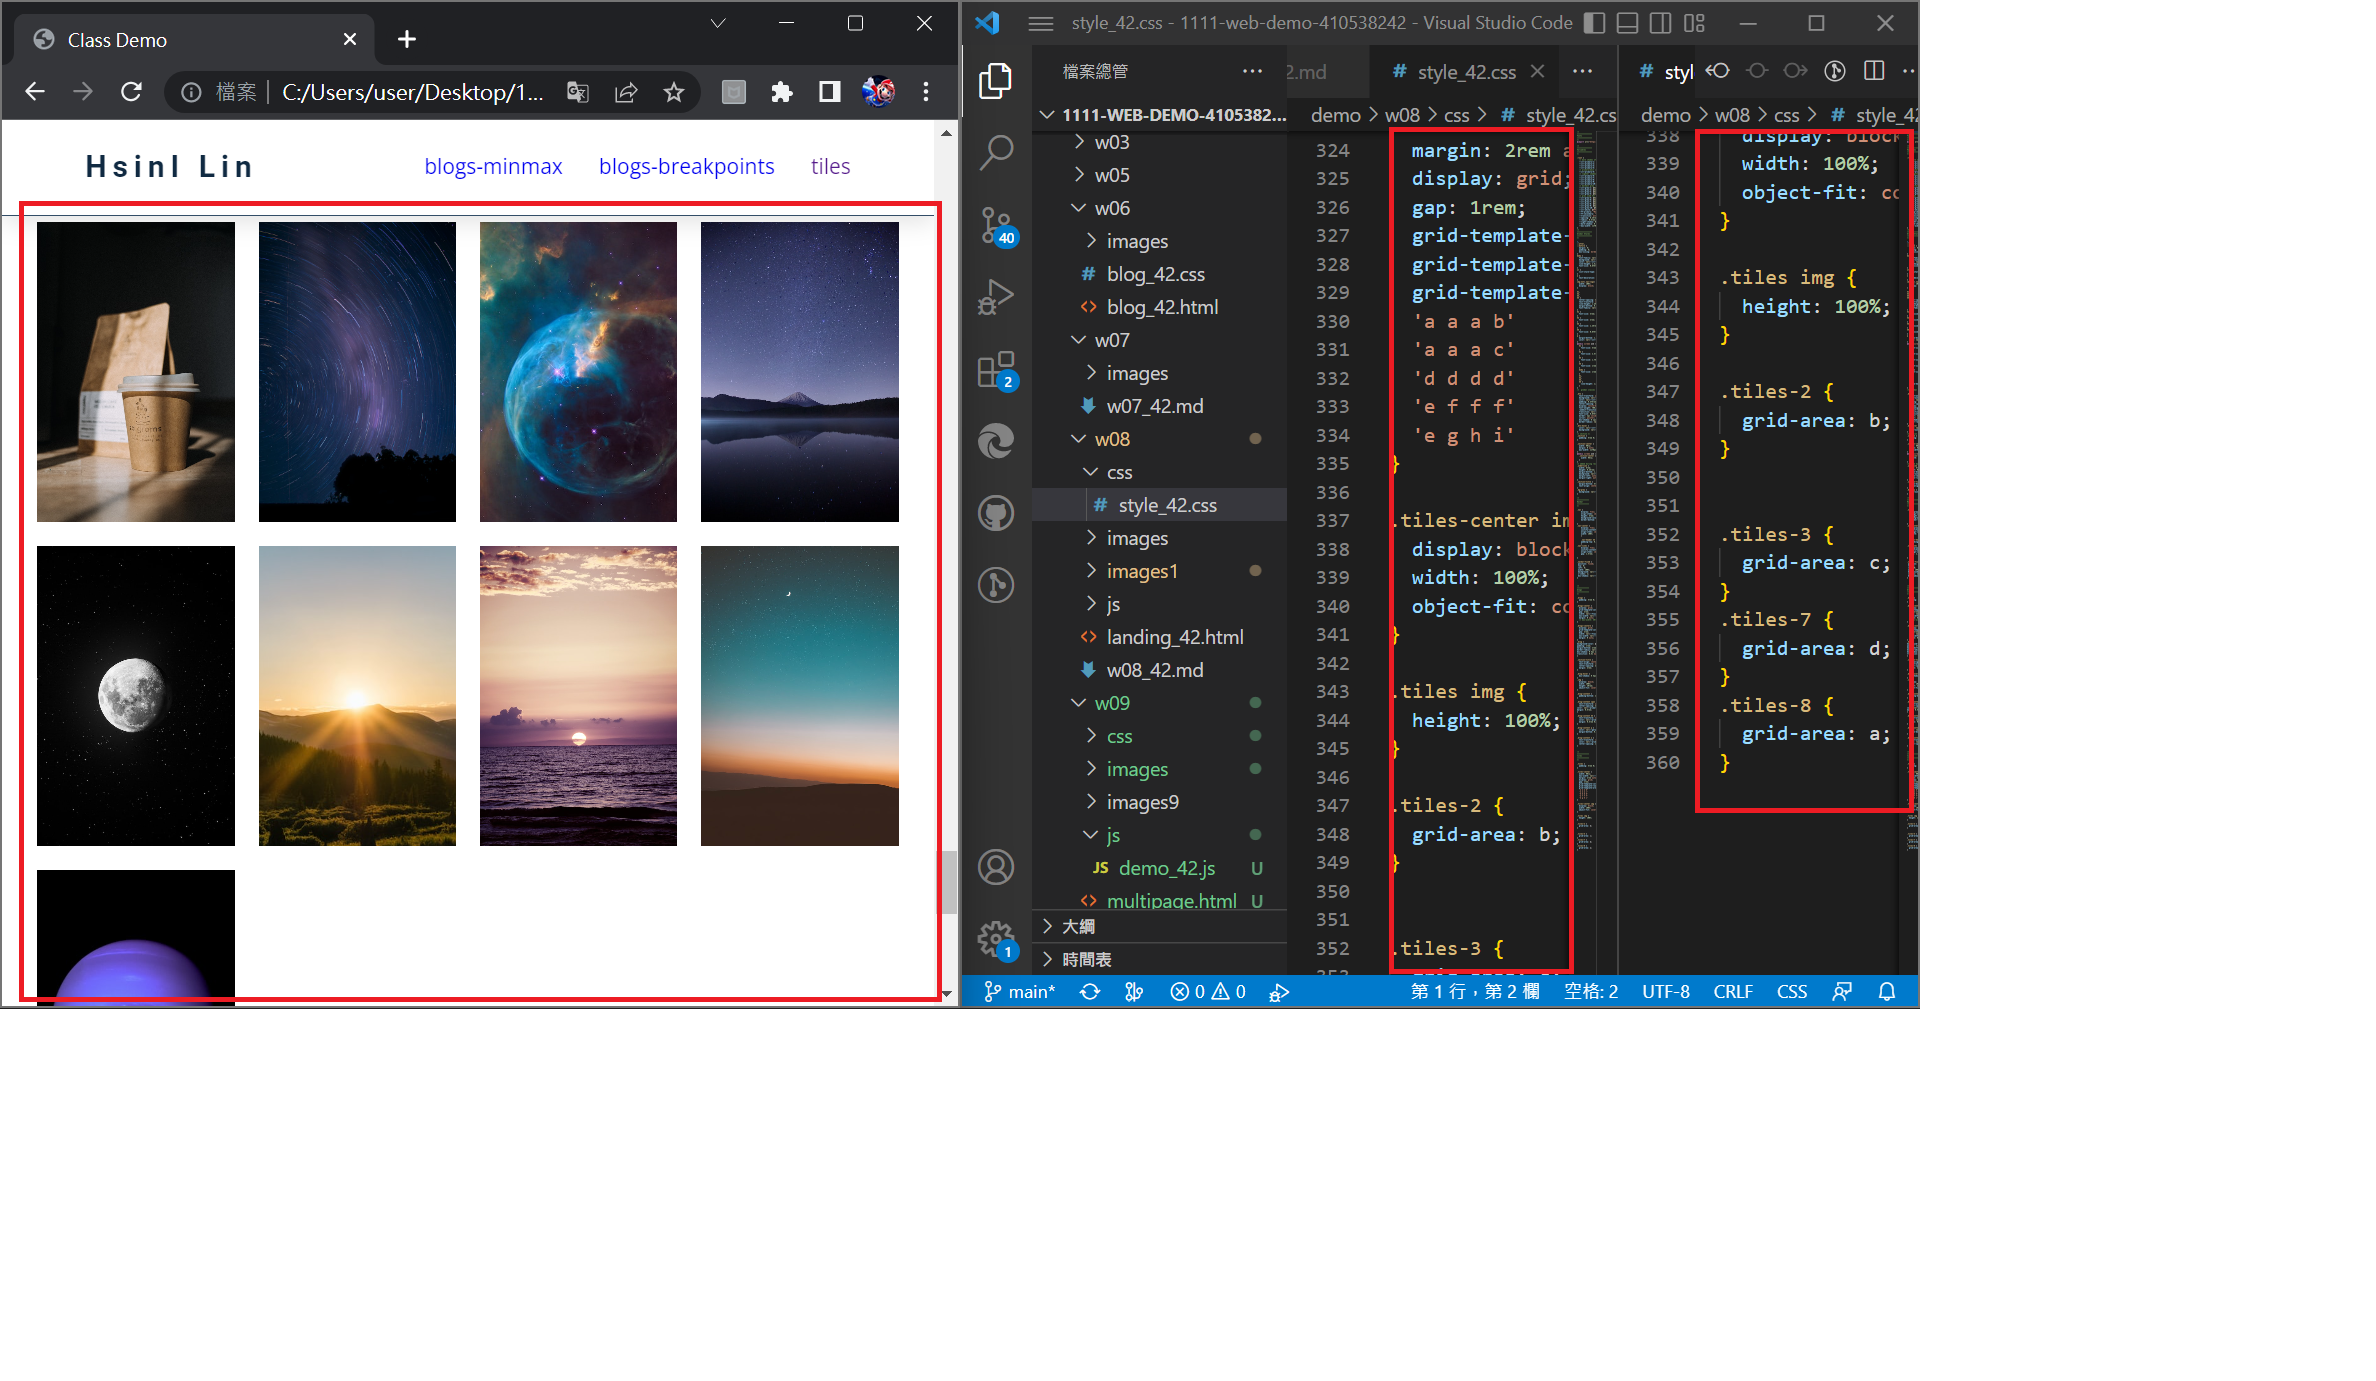 Class Demo
檔案
C:/Users/user/Desktop/1...
HsinI Lin
blogs-minmax
blogs-breakpoints
tiles
style_42.css - 1111-web-demo-410538242 - Visual Studio Code
檔案總管
1111-WEB-DEMO-4105382...
w03
w05
w06
images
blog_42.css
blog_42.html
w07
images
w07_42.md
w08
css
style_42.css
images
images1
js
landing_42.html
w08_42.md
w09
css
images
images9
js
JS demo_42.js U
multipage.html U
大綱
時間表
40
2
1
2.md
# style_42.css
demo > w08 > css > # style_42.cs
324 margin: 2rem a
325 display: grid;
326 gap: 1rem;
327 grid-template-
328 grid-template-
329 grid-template-
330 'a a a b'
331 'a a a c'
332 'd d d d'
333 'e f f f'
334 'e g h i'
335 }
336
337 .tiles-center im
338 display: block
339 width: 100%;
340 object-fit: co
341 }
342
343 .tiles img {
344 height: 100%;
345 }
346
347 .tiles-2 {
348 grid-area: b;
349 }
350
351
352 .tiles-3 {
# styl
demo > w08 > css > # style_42
338 display: block
339 width: 100%;
340 object-fit: co
341 }
342
343 .tiles img {
344 height: 100%;
345 }
346
347 .tiles-2 {
348 grid-area: b;
349 }
350
351
352 .tiles-3 {
353 grid-area: c;
354 }
355 .tiles-7 {
356 grid-area: d;
357 }
358 .tiles-8 {
359 grid-area: a;
360 }
main* 0 0 第 1 行，第 2 欄 空格: 2 UTF-8 CRLF CSS